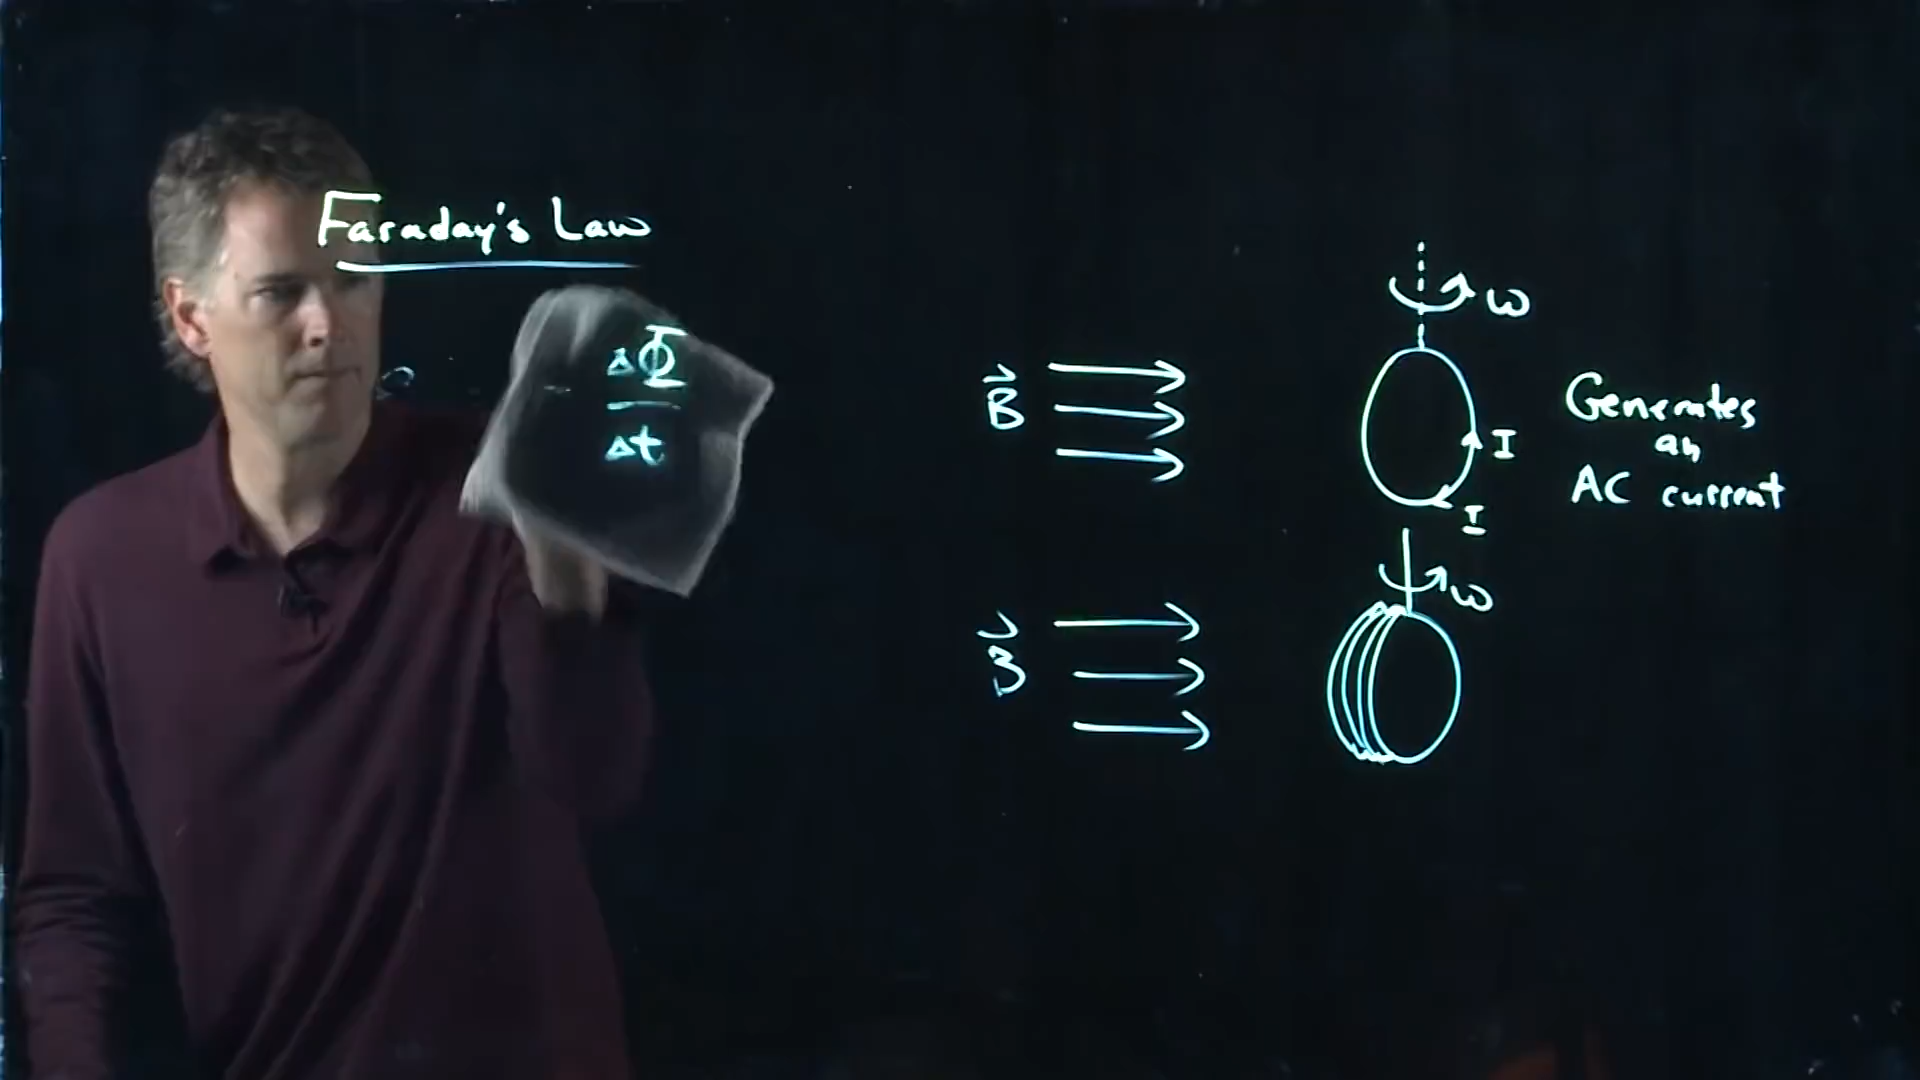 Faraday's Law
ΔΦ
Δt
B⃗
ω
I
I
Generates
an
AC current
B⃗
ω